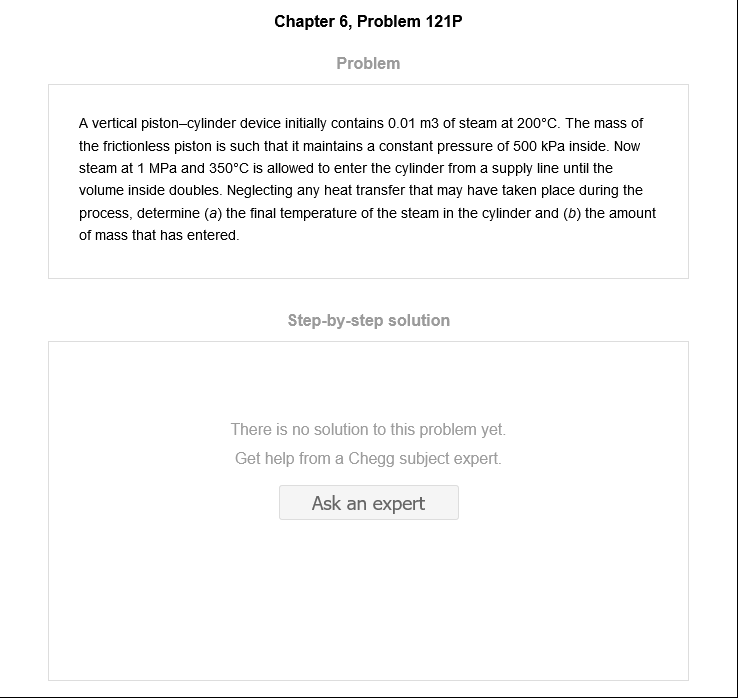 Chapter 6, Problem 121P
Problem
A vertical piston–cylinder device initially contains 0.01 m3 of steam at 200°C. The mass of
the frictionless piston is such that it maintains a constant pressure of 500 kPa inside. Now
steam at 1 MPa and 350°C is allowed to enter the cylinder from a supply line until the
volume inside doubles. Neglecting any heat transfer that may have taken place during the
process, determine (a) the final temperature of the steam in the cylinder and (b) the amount
of mass that has entered.
Step-by-step solution
There is no solution to this problem yet.
Get help from a Chegg subject expert.
Ask an expert